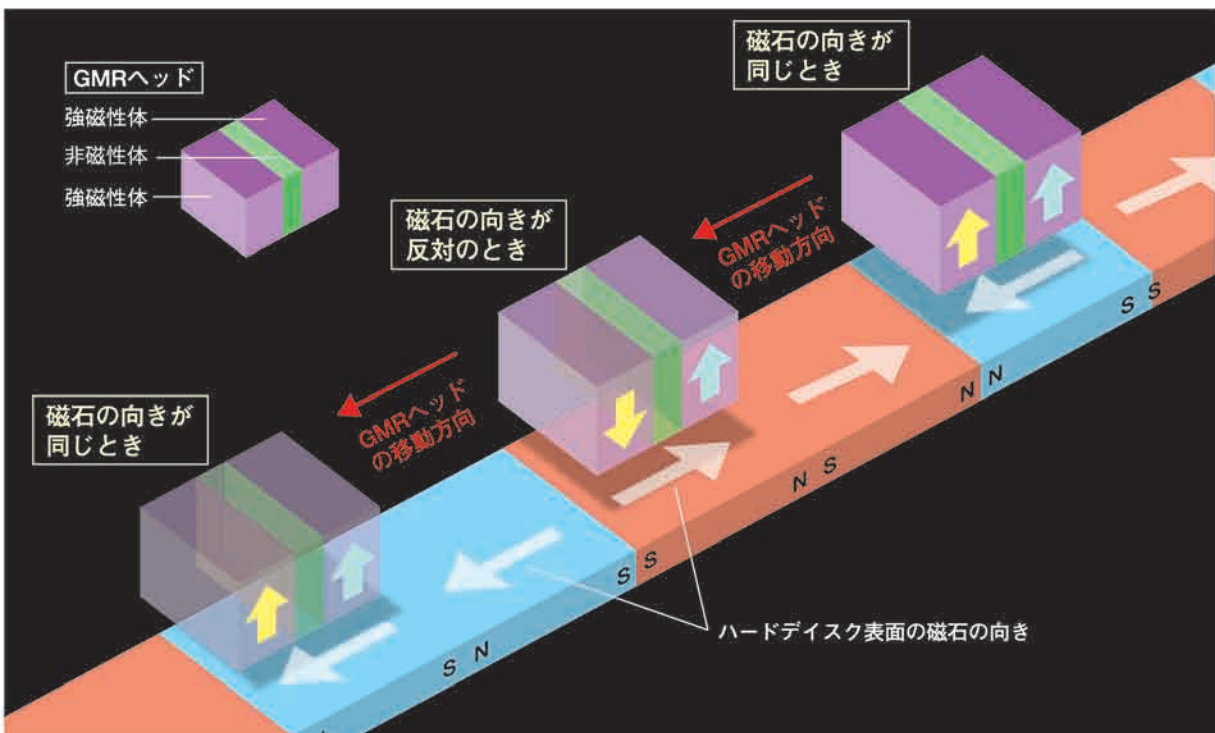 GMRヘッド
強磁性体
非磁性体
強磁性体
磁石の向きが
同じとき
磁石の向きが
反対のとき
GMRヘッド
の移動方向
磁石の向きが
同じとき
GMRヘッド
の移動方向
S S
N N
N S
S S
S N
ハードデイスク表面の磁石の向き